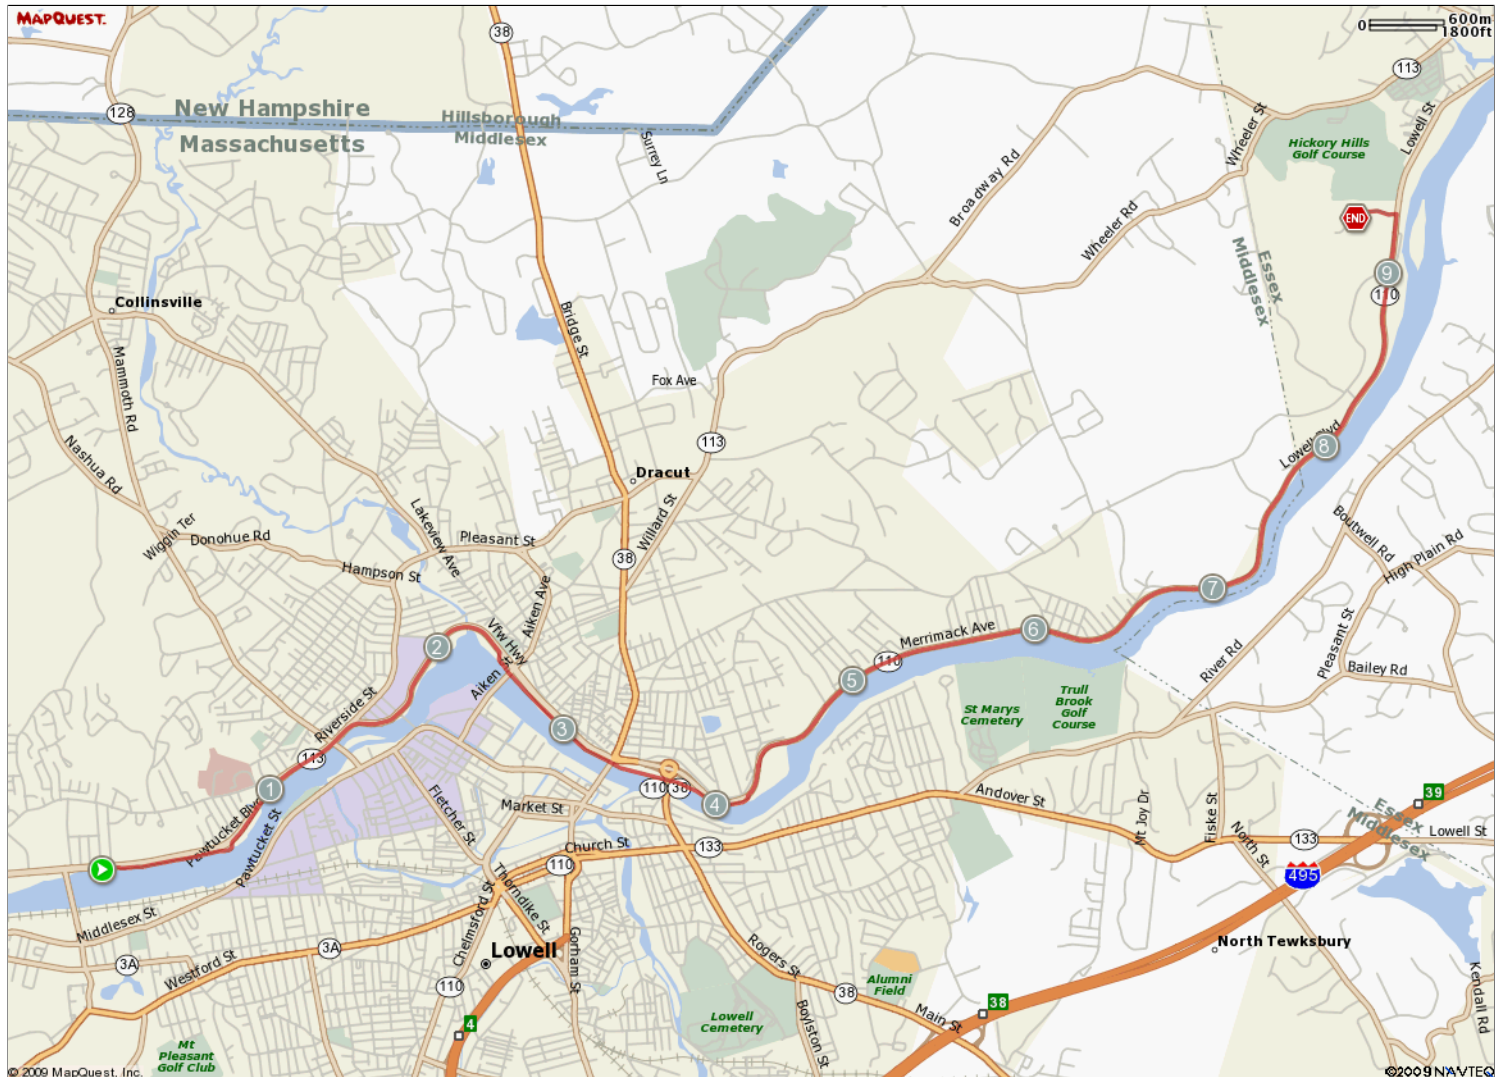 MAPQUEST.
38
0 600m
1800ft
113
128
New Hampshire
Massachusetts
Hillsborough
Middlesex
Surrey Ln
Wheeler St
Lowell St
Hickory Hills
Golf Course
Broadway Rd
Wheeler Rd
END
Essex
Middlesex
9
110
Collinsville
Bridge St
Mammoth Rd
Fox Ave
113
Nashua Rd
Dracut
Lowell Blvd
8
Lakeview Ave
Willard St
Wiggin Ter
Donohue Rd
Pleasant St
38
Boutwell Rd
High Plain Rd
Hampson St
Aiken Ave
7
Vfw Hwy
2
Merrimack Ave
6
110
Pleasant St
River Rd
Bailey Rd
Aiken St
5
Riverside St
St Marys
Cemetery
Trull
Brook
Golf
Course
3
113
1
110
38
4
Pawtucket Blvd
Pawtucket St
Fletcher St
Market St
Andover St
Mt Joy Dr
Fiske St
North St
39
Essex
Middlesex
133
Lowell St
Church St
133
110
495
Middlesex St
Thorndike St
Chelmsford St
3A
3A
Westford St
Lowell
Gorham St
Rogers St
North Tewksbury
Alumni
Field
Kendall Rd
110
38
38
Main St
Boylston St
4
Lowell
Cemetery
Mt
Pleasant
Golf Club
© 2009 MapQuest, Inc.
©2009 NAVTEQ